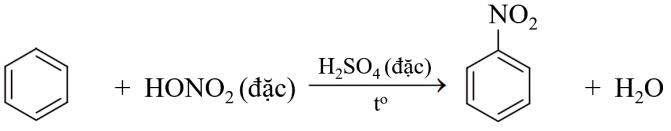 NO₂
+ HONO₂ (đặc) H₂SO₄ (đặc) + H₂O
tº